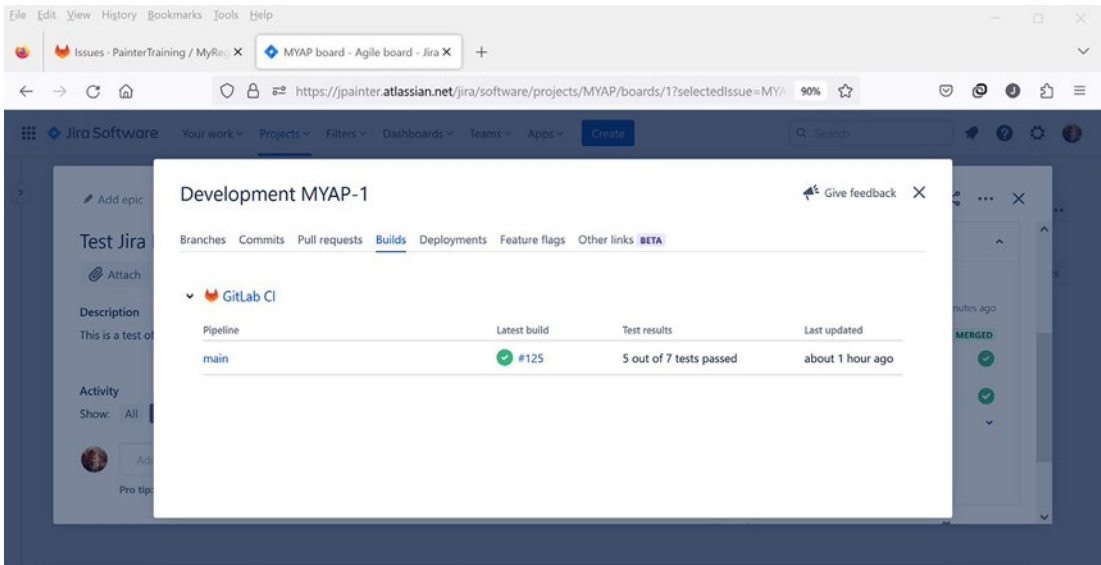 File Edit View History Bookmarks Tools Help
Issues · PainterTraining / MyReg
MYAP board - Agile board - Jira
https://jpainter.atlassian.net/jira/software/projects/MYAP/boards/1?selectedIssue=MYA 90%
Jira Software Your work Projects Filters Dashboards Teams Apps Create Search
Add epic
Development MYAP-1 Give feedback
Test Jira
Branches Commits Pull requests Builds Deployments Feature flags Other links BETA
Attach
GitLab CI
Description
This is a test of
Pipeline Latest build Test results Last updated
main #125 5 out of 7 tests passed about 1 hour ago
nutes ago
MERGED
Activity
Show: All
Add
Pro tip: